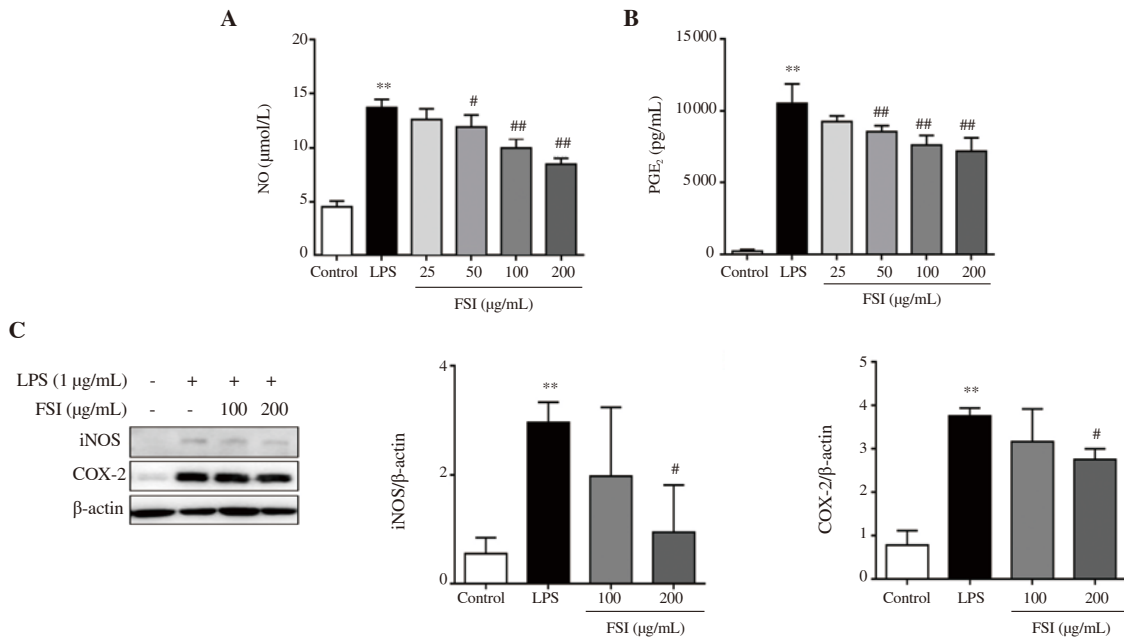 A
NO (μmol/L)
20
15
10
5
0
**
#
##
##
Control LPS 25 50 100 200
FSI (μg/mL)
B
PGE₂ (pg/mL)
15 000
10000
5000
0
**
##
##
##
Control LPS 25 50 100 200
FSI (μg/mL)
C
LPS (1 μg/mL) - + + +
FSI (μg/mL) - - 100 200
iNOS
COX-2
β-actin
iNOS/β-actin
4
2
0
**
#
Control LPS 100 200
FSI (μg/mL)
COX-2/β-actin
5
4
3
2
1
0
**
#
Control LPS 100 200
FSI (μg/mL)